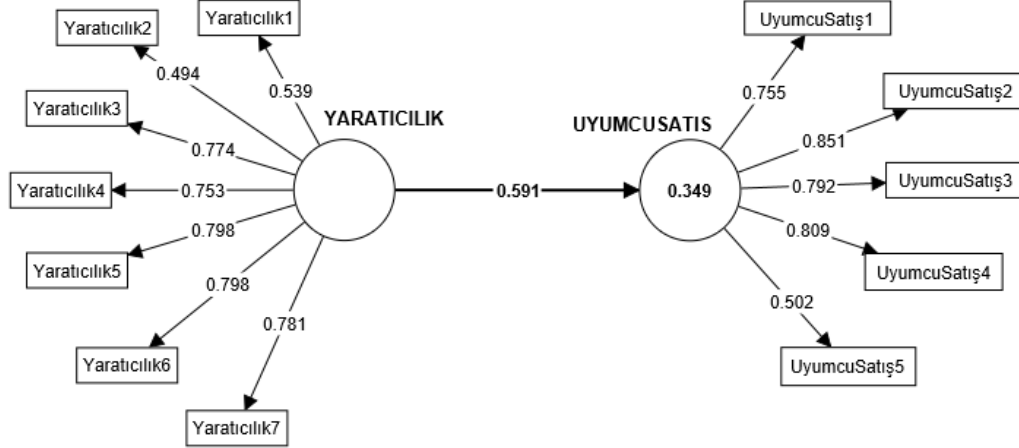 Yaratıcılık1
Yaratıcılık2
Yaratıcılık3
Yaratıcılık4
Yaratıcılık5
Yaratıcılık6
Yaratıcılık7
0.539
0.494
0.774
0.753
0.798
0.798
0.781
YARATICILIK
0.591
UYUMCUSATIS
0.349
0.755
0.851
0.792
0.809
0.502
UyumcuSatış1
UyumcuSatış2
UyumcuSatış3
UyumcuSatış4
UyumcuSatış5